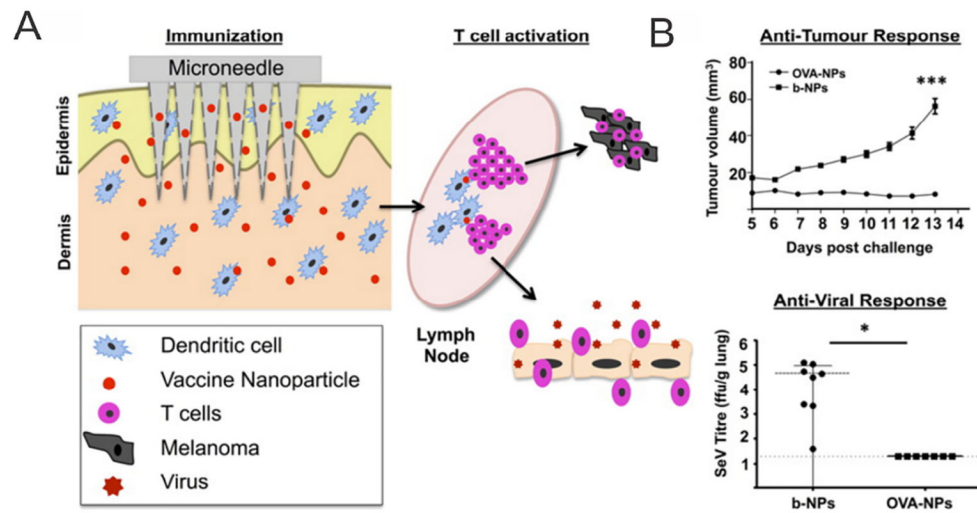 A
Immunization
Microneedle
Epidermis
Dermis
T cell activation
Lymph
Node
Dendritic cell
Vaccine Nanoparticle
T cells
Melanoma
Virus
B
Anti-Tumour Response
Tumour volume (mm³)
80
60
40
20
OVA-NPs
b-NPs
***
5 6 7 8 9 10 11 12 13 14
Days post challenge
Anti-Viral Response
SeV Titre (ffu/g lung)
*
5
4
3
2
1
b-NPs OVA-NPs